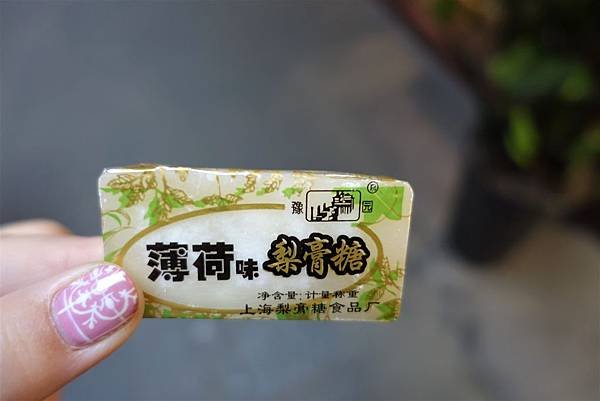 豫 园 ®
薄荷味 梨膏糖
净含量:计量称重
上海梨膏糖食品厂